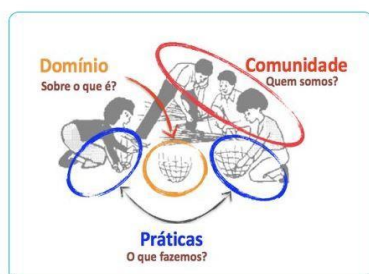 Domínio
Sobre o que é?
Comunidade
Quem somos?
Práticas
O que fazemos?